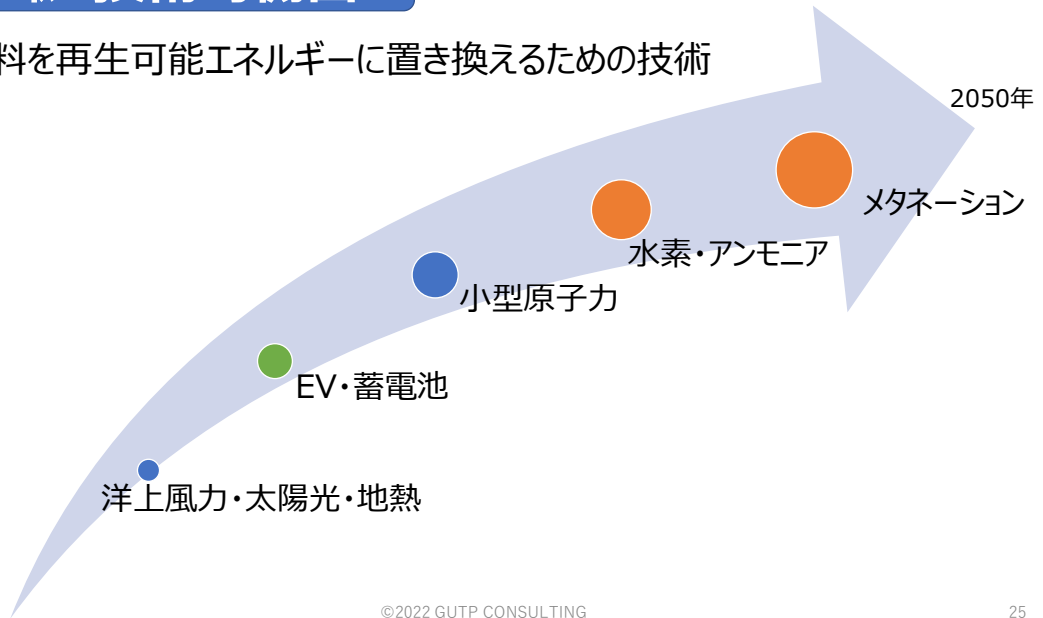 料を再生可能エネルギーに置き換えるための技術
2050年
メタネーション
水素・アンモニア
小型原子力
EV・蓄電池
洋上風力・太陽光・地熱
©2022 GUTP CONSULTING
25